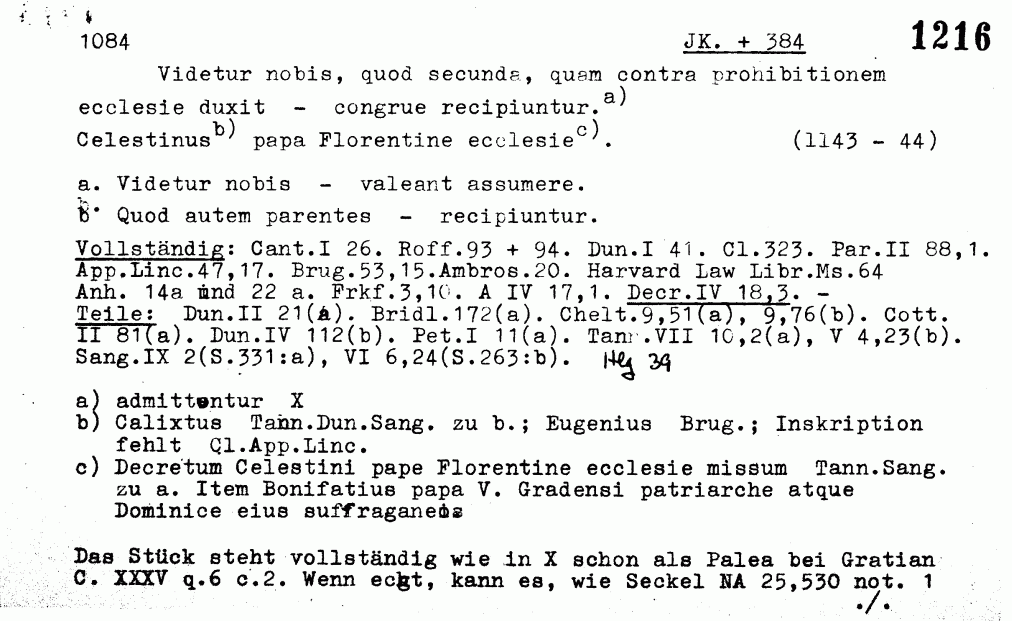 1084 JK. + 384 1216
Videtur nobis, quod secunda, quam contra prohibitionem
ecclesie duxit - congrue recipiuntur.a)
Celestinusb) papa Florentine ecclesiec). (1143 - 44)
a. Videtur nobis - valeant assumere.
b. Quod autem parentes - recipiuntur.
Vollständig: Cant.I 26. Roff.93 + 94. Dun.I 41. Cl.323. Par.II 88,1.
App.Linc.47,17. Brug.53,15.Ambros.20. Harvard Law Libr.Ms.64
Anh. 14a und 22 a. Frkf.3,10. A IV 17,1. Decr.IV 18,3. -
Teile: Dun.II 21(a). Bridl.172(a). Chelt.9,51(a), 9,76(b). Cott.
II 81(a). Dun.IV 112(b). Pet.I 11(a). Tann.VII 10,2(a), V 4,23(b).
Sang.IX 2(S.331:a), VI 6,24(S.263:b). 39
a) admittentur X
b) Calixtus Tann.Dun.Sang. zu b.; Eugenius Brug.; Inskription
fehlt Cl.App.Linc.
c) Decretum Celestini pape Florentine ecclesie missum Tann.Sang.
zu a. Item Bonifatius papa V. Gradensi patriarche atque
Dominice eius suffraganeis
Das Stück steht vollständig wie in X schon als Palea bei Gratian
C. XXXV q.6 c.2. Wenn echt, kann es, wie Seckel NA 25,530 not. 1
./.